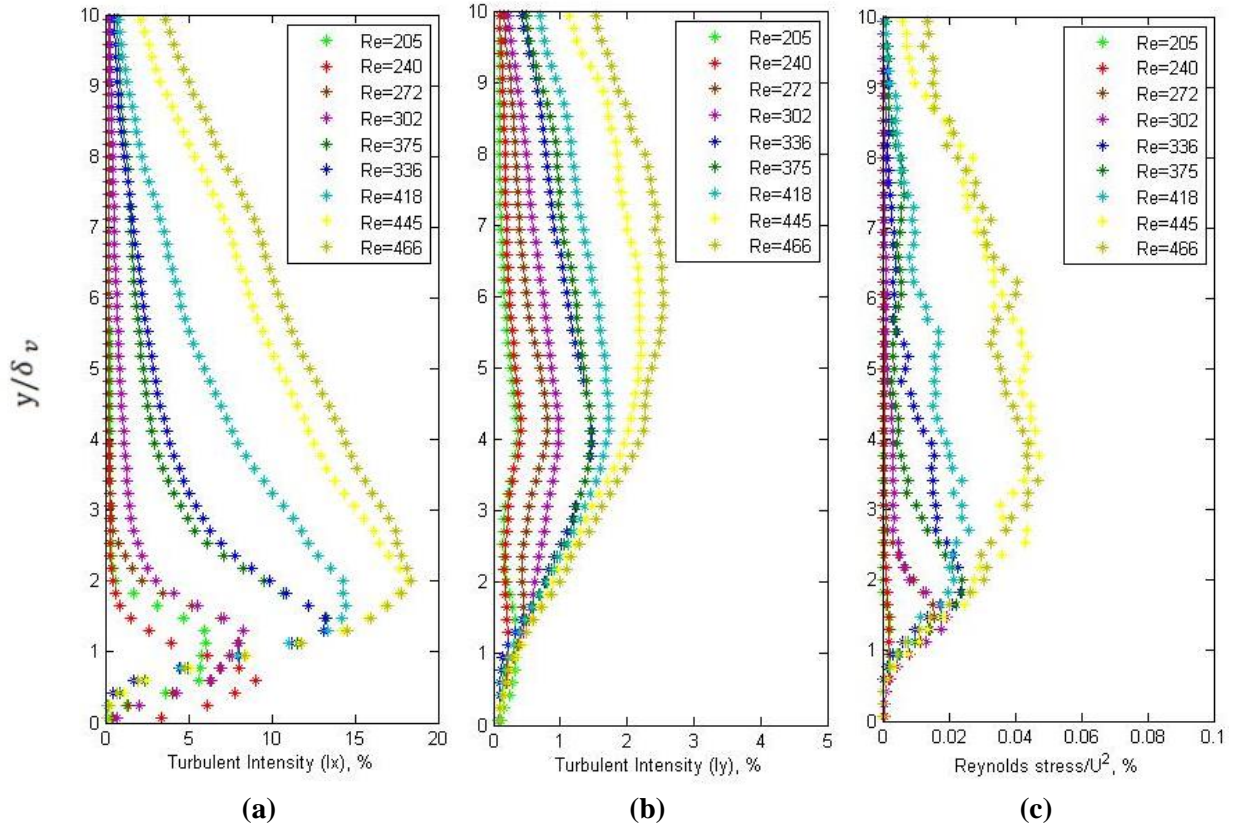 y/δ v
10
9
8
7
6
5
4
3
2
1
0
0
5
10
15
20
Turbulent Intensity (Ix), %
Re=205
Re=240
Re=272
Re=302
Re=375
Re=336
Re=418
Re=445
Re=466
(a)
10
9
8
7
6
5
4
3
2
1
0
0
1
2
3
4
5
Turbulent Intensity (Iy), %
Re=205
Re=240
Re=272
Re=302
Re=336
Re=375
Re=418
Re=445
Re=466
(b)
10
9
8
7
6
5
4
3
2
1
0
0
0.02
0.04
0.06
0.08
0.1
Reynolds stress/U², %
Re=205
Re=240
Re=272
Re=302
Re=336
Re=375
Re=418
Re=445
Re=466
(c)